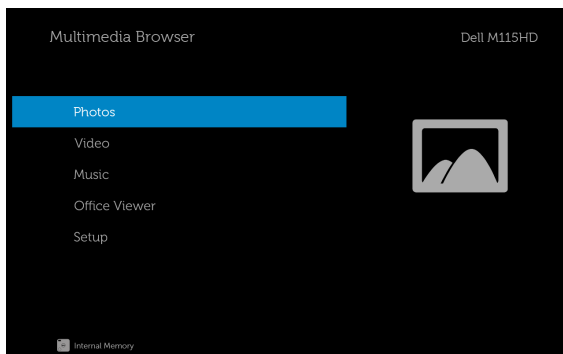 Multimedia Browser
Dell M115HD
Photos
Video
Music
Office Viewer
Setup
Internal Memory